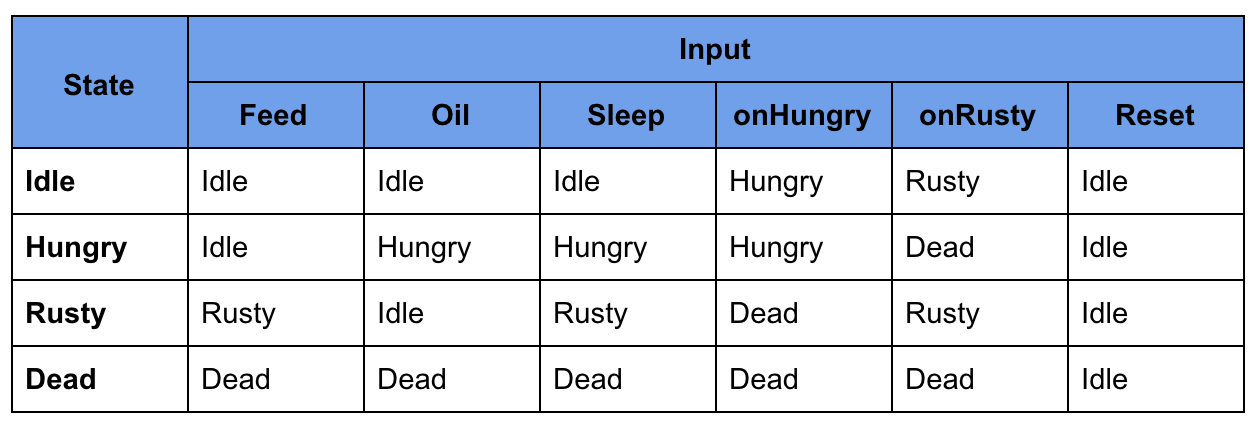 Input
State
Feed Oil Sleep onHungry onRusty Reset
Idle Idle Idle Idle Hungry Rusty Idle
Hungry Idle Hungry Hungry Hungry Dead Idle
Rusty Rusty Idle Rusty Dead Rusty Idle
Dead Dead Dead Dead Dead Dead Idle